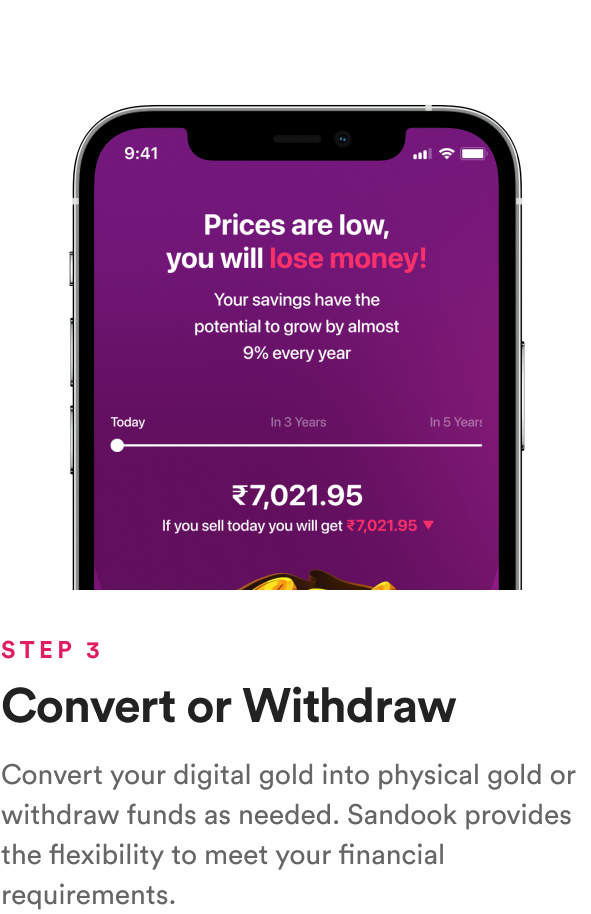 9:41
Prices are low,
you will lose money!
Your savings have the
potential to grow by almost
9% every year
Today In 3 Years In 5 Years
₹7,021.95
If you sell today you will get ₹7,021.95 ▼
STEP 3
Convert or Withdraw
Convert your digital gold into physical gold or
withdraw funds as needed. Sandook provides
the flexibility to meet your financial
requirements.